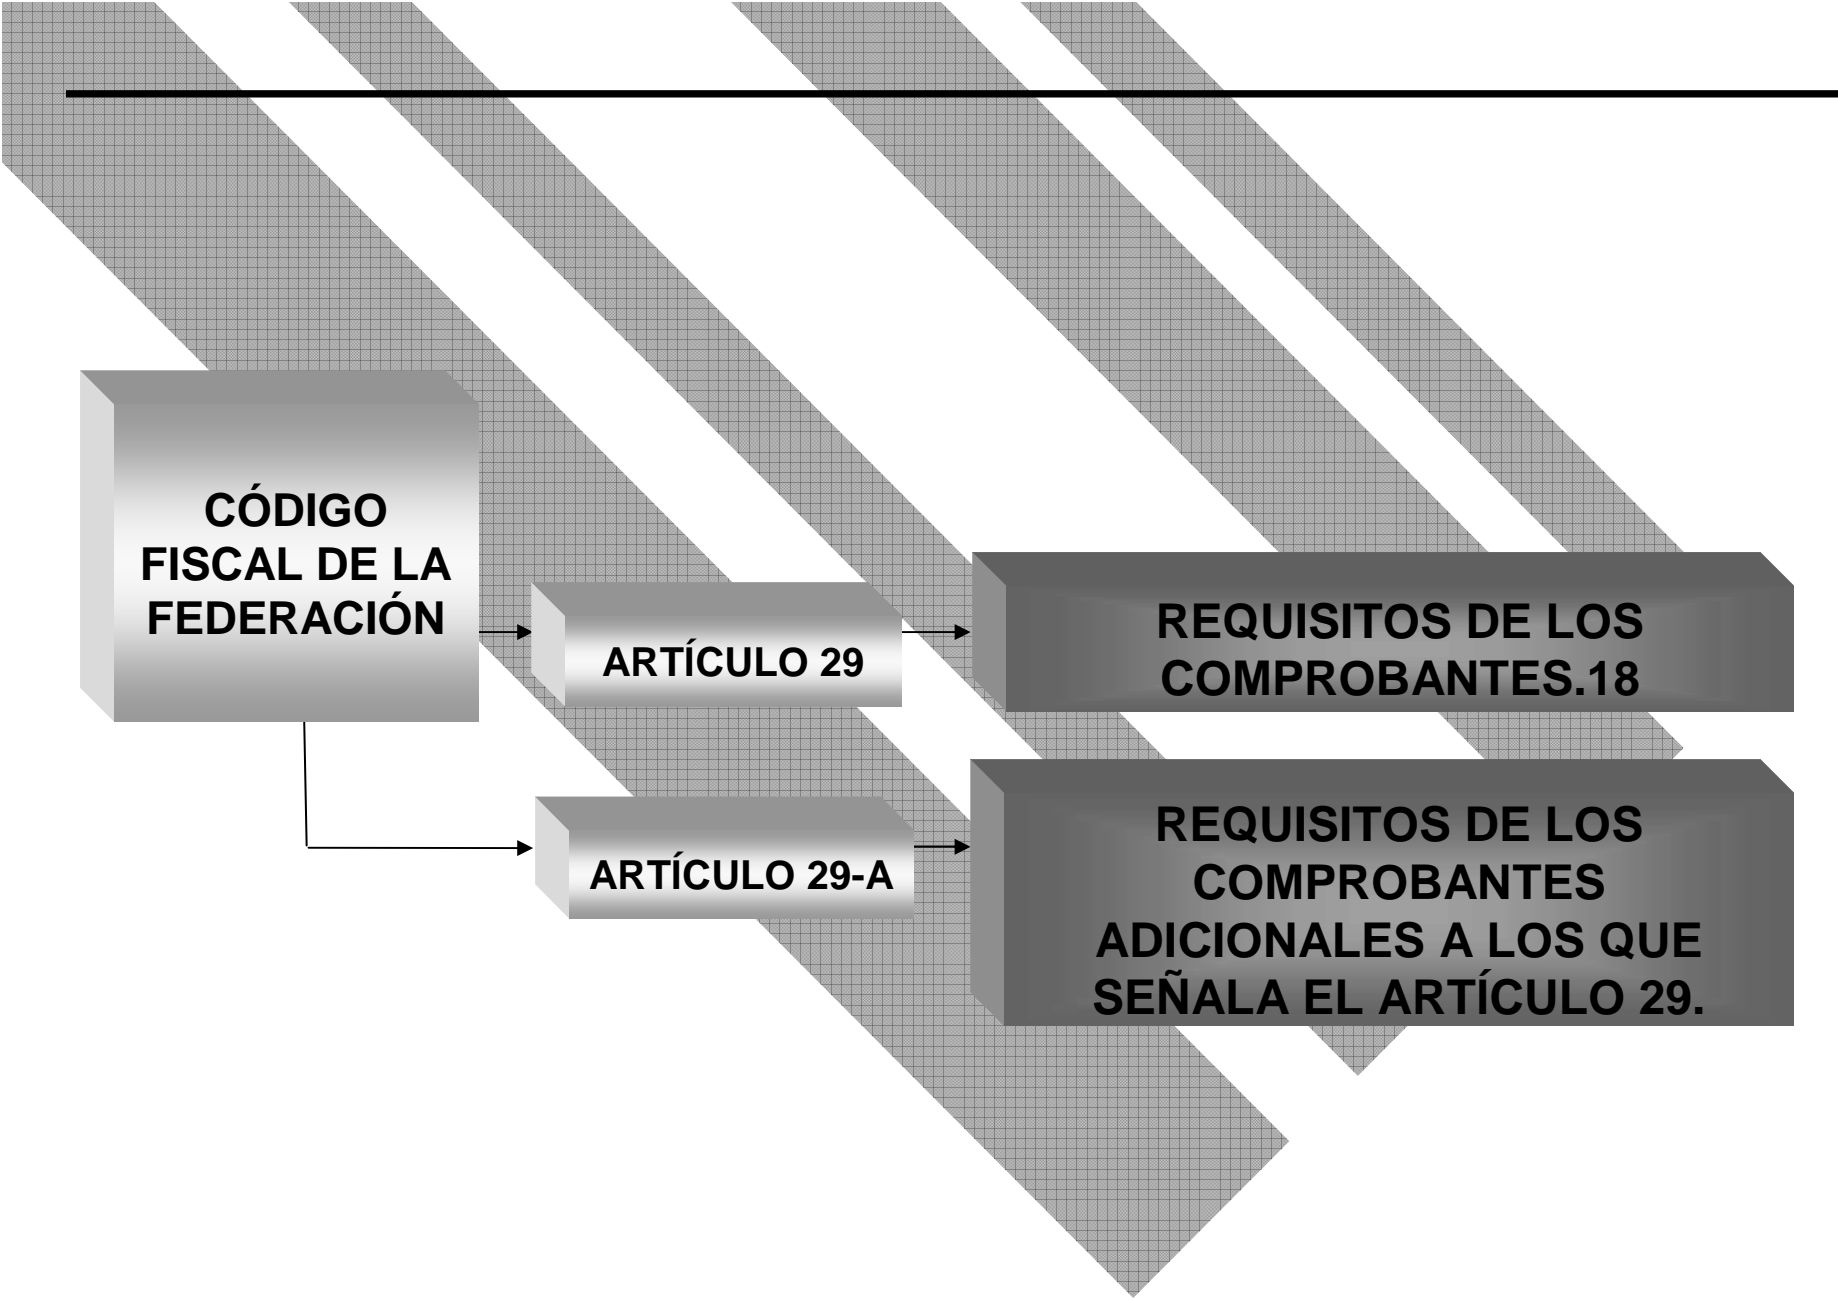 CÓDIGO
FISCAL DE LA
FEDERACIÓN
ARTÍCULO 29
REQUISITOS DE LOS
COMPROBANTES.18
ARTÍCULO 29-A
REQUISITOS DE LOS
COMPROBANTES
ADICIONALES A LOS QUE
SEÑALA EL ARTÍCULO 29.